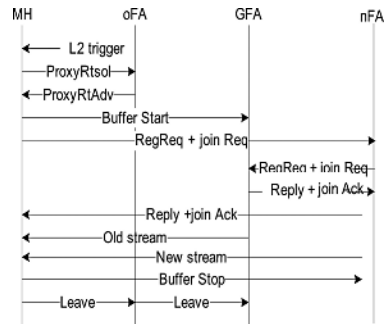 MH oFA GFA nFA
L2 trigger
ProxyRtsol
ProxyRtAdv
Buffer Start
RegReq + join Req
RegReq + join Req
Reply + join Ack
Reply +join Ack
Old stream
New stream
Buffer Stop
Leave Leave